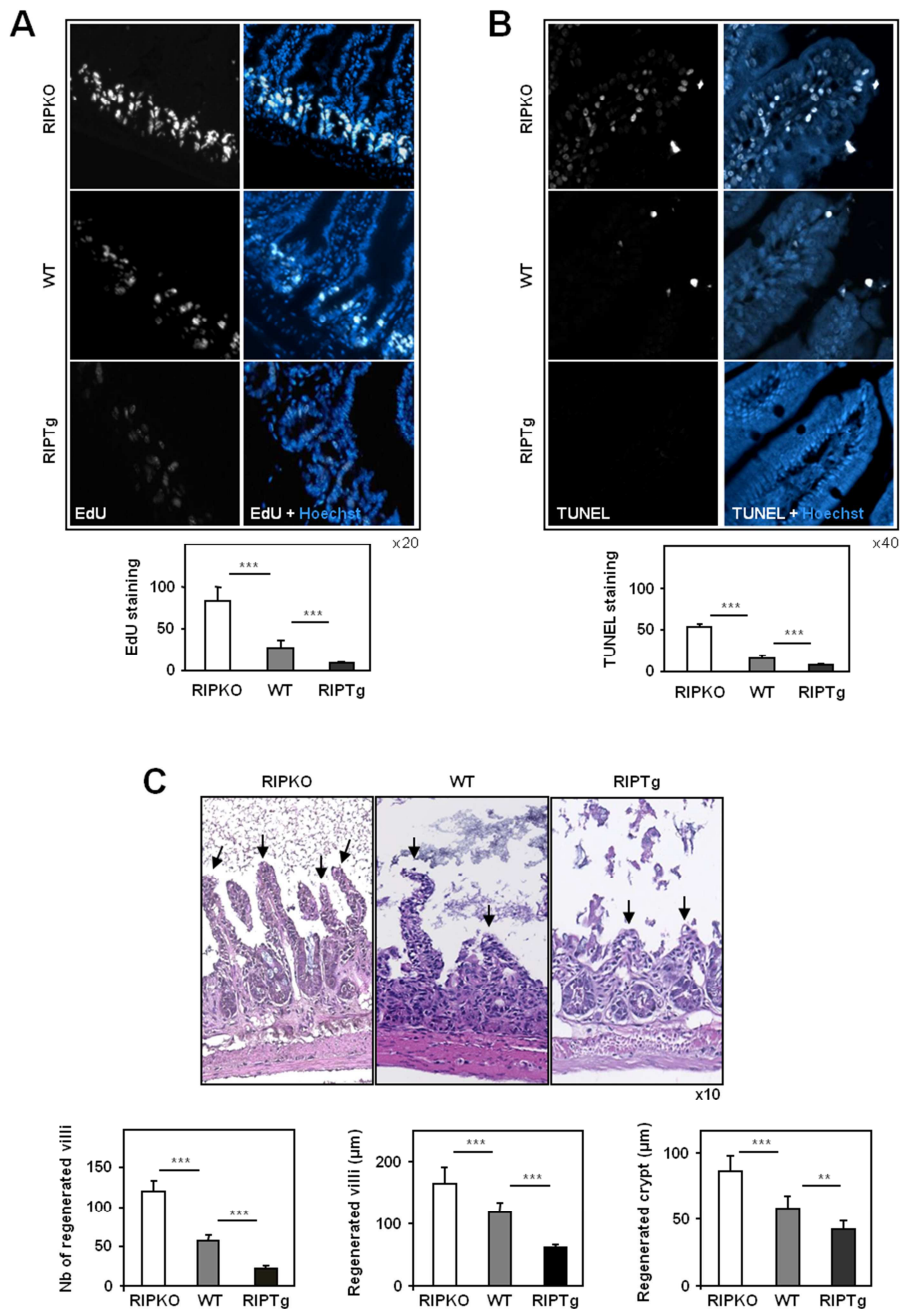 A
B
RIPKO
RIPKO
WT
WT
RIPTg
RIPTg
EdU
EdU + Hoechst
TUNEL
TUNEL + Hoechst
x20
x40
EdU staining
100
50
0
***
***
RIPKO WT RIPTg
TUNEL staining
100
50
0
***
***
RIPKO WT RIPTg
C
RIPKO WT RIPTg
x10
Nb of regenerated villi
150
100
50
0
***
***
RIPKO WT RIPTg
Regenerated villi (µm)
200
100
0
***
***
RIPKO WT RIPTg
Regenerated crypt (µm)
100
50
0
***
**
RIPKO WT RIPTg